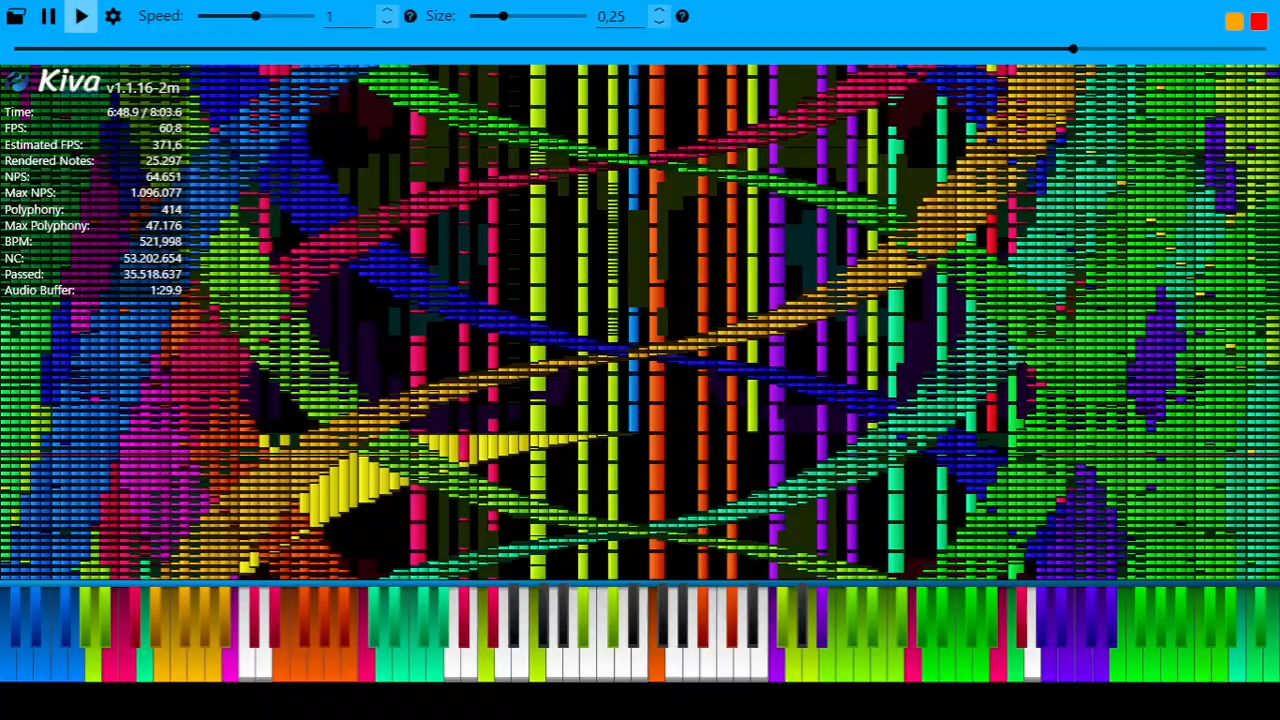 Speed: 1 ? Size: 0,25 ?
Kiva v1.1.16-2m
Time: 6:48.9 / 8:03.6
FPS: 60.8
Estimated FPS: 371,6
Rendered Notes: 25.297
NPS: 64.651
Max NPS: 1.096.077
Polyphony: 414
Max Polyphony: 47.176
BPM: 521,998
NC: 53.202.654
Passed: 35.518.637
Audio Buffer: 1:29.9